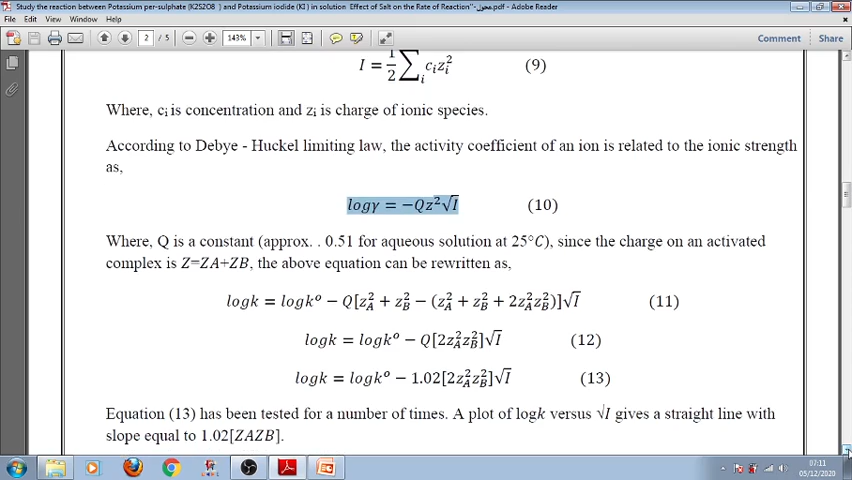 Study the reaction between Potassium per-sulphate [K2S2O8 ) and Potassium iodide (KI ) in solution Effect of Salt on the Rate of Reaction"-محول.pdf - Adobe Reader
File Edit View Window Help
2 / 5 143% Comment Share
I = 1/2 ∑i c_i z_i^2 (9)
Where, ci is concentration and zi is charge of ionic species.
According to Debye - Huckel limiting law, the activity coefficient of an ion is related to the ionic strength
as,
logγ = −Qz²√I (10)
Where, Q is a constant (approx. . 0.51 for aqueous solution at 25°C), since the charge on an activated
complex is Z=ZA+ZB, the above equation can be rewritten as,
logk = logk° − Q[z_A^2 + z_B^2 − (z_A^2 + z_B^2 + 2z_A^2z_B^2)]√I (11)
logk = logk° − Q[2z_A^2z_B^2]√I (12)
logk = logk° − 1.02[2z_A^2z_B^2]√I (13)
Equation (13) has been tested for a number of times. A plot of logk versus √I gives a straight line with
slope equal to 1.02[ZAZB].
07:11
05/12/2020